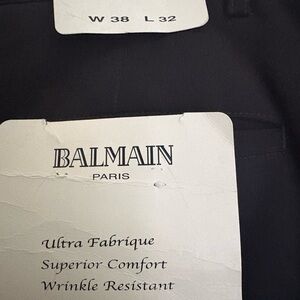 W 38 L 32
BALMAIN
PARIS
Ultra Fabrique
Superior Comfort
Wrinkle Resistant